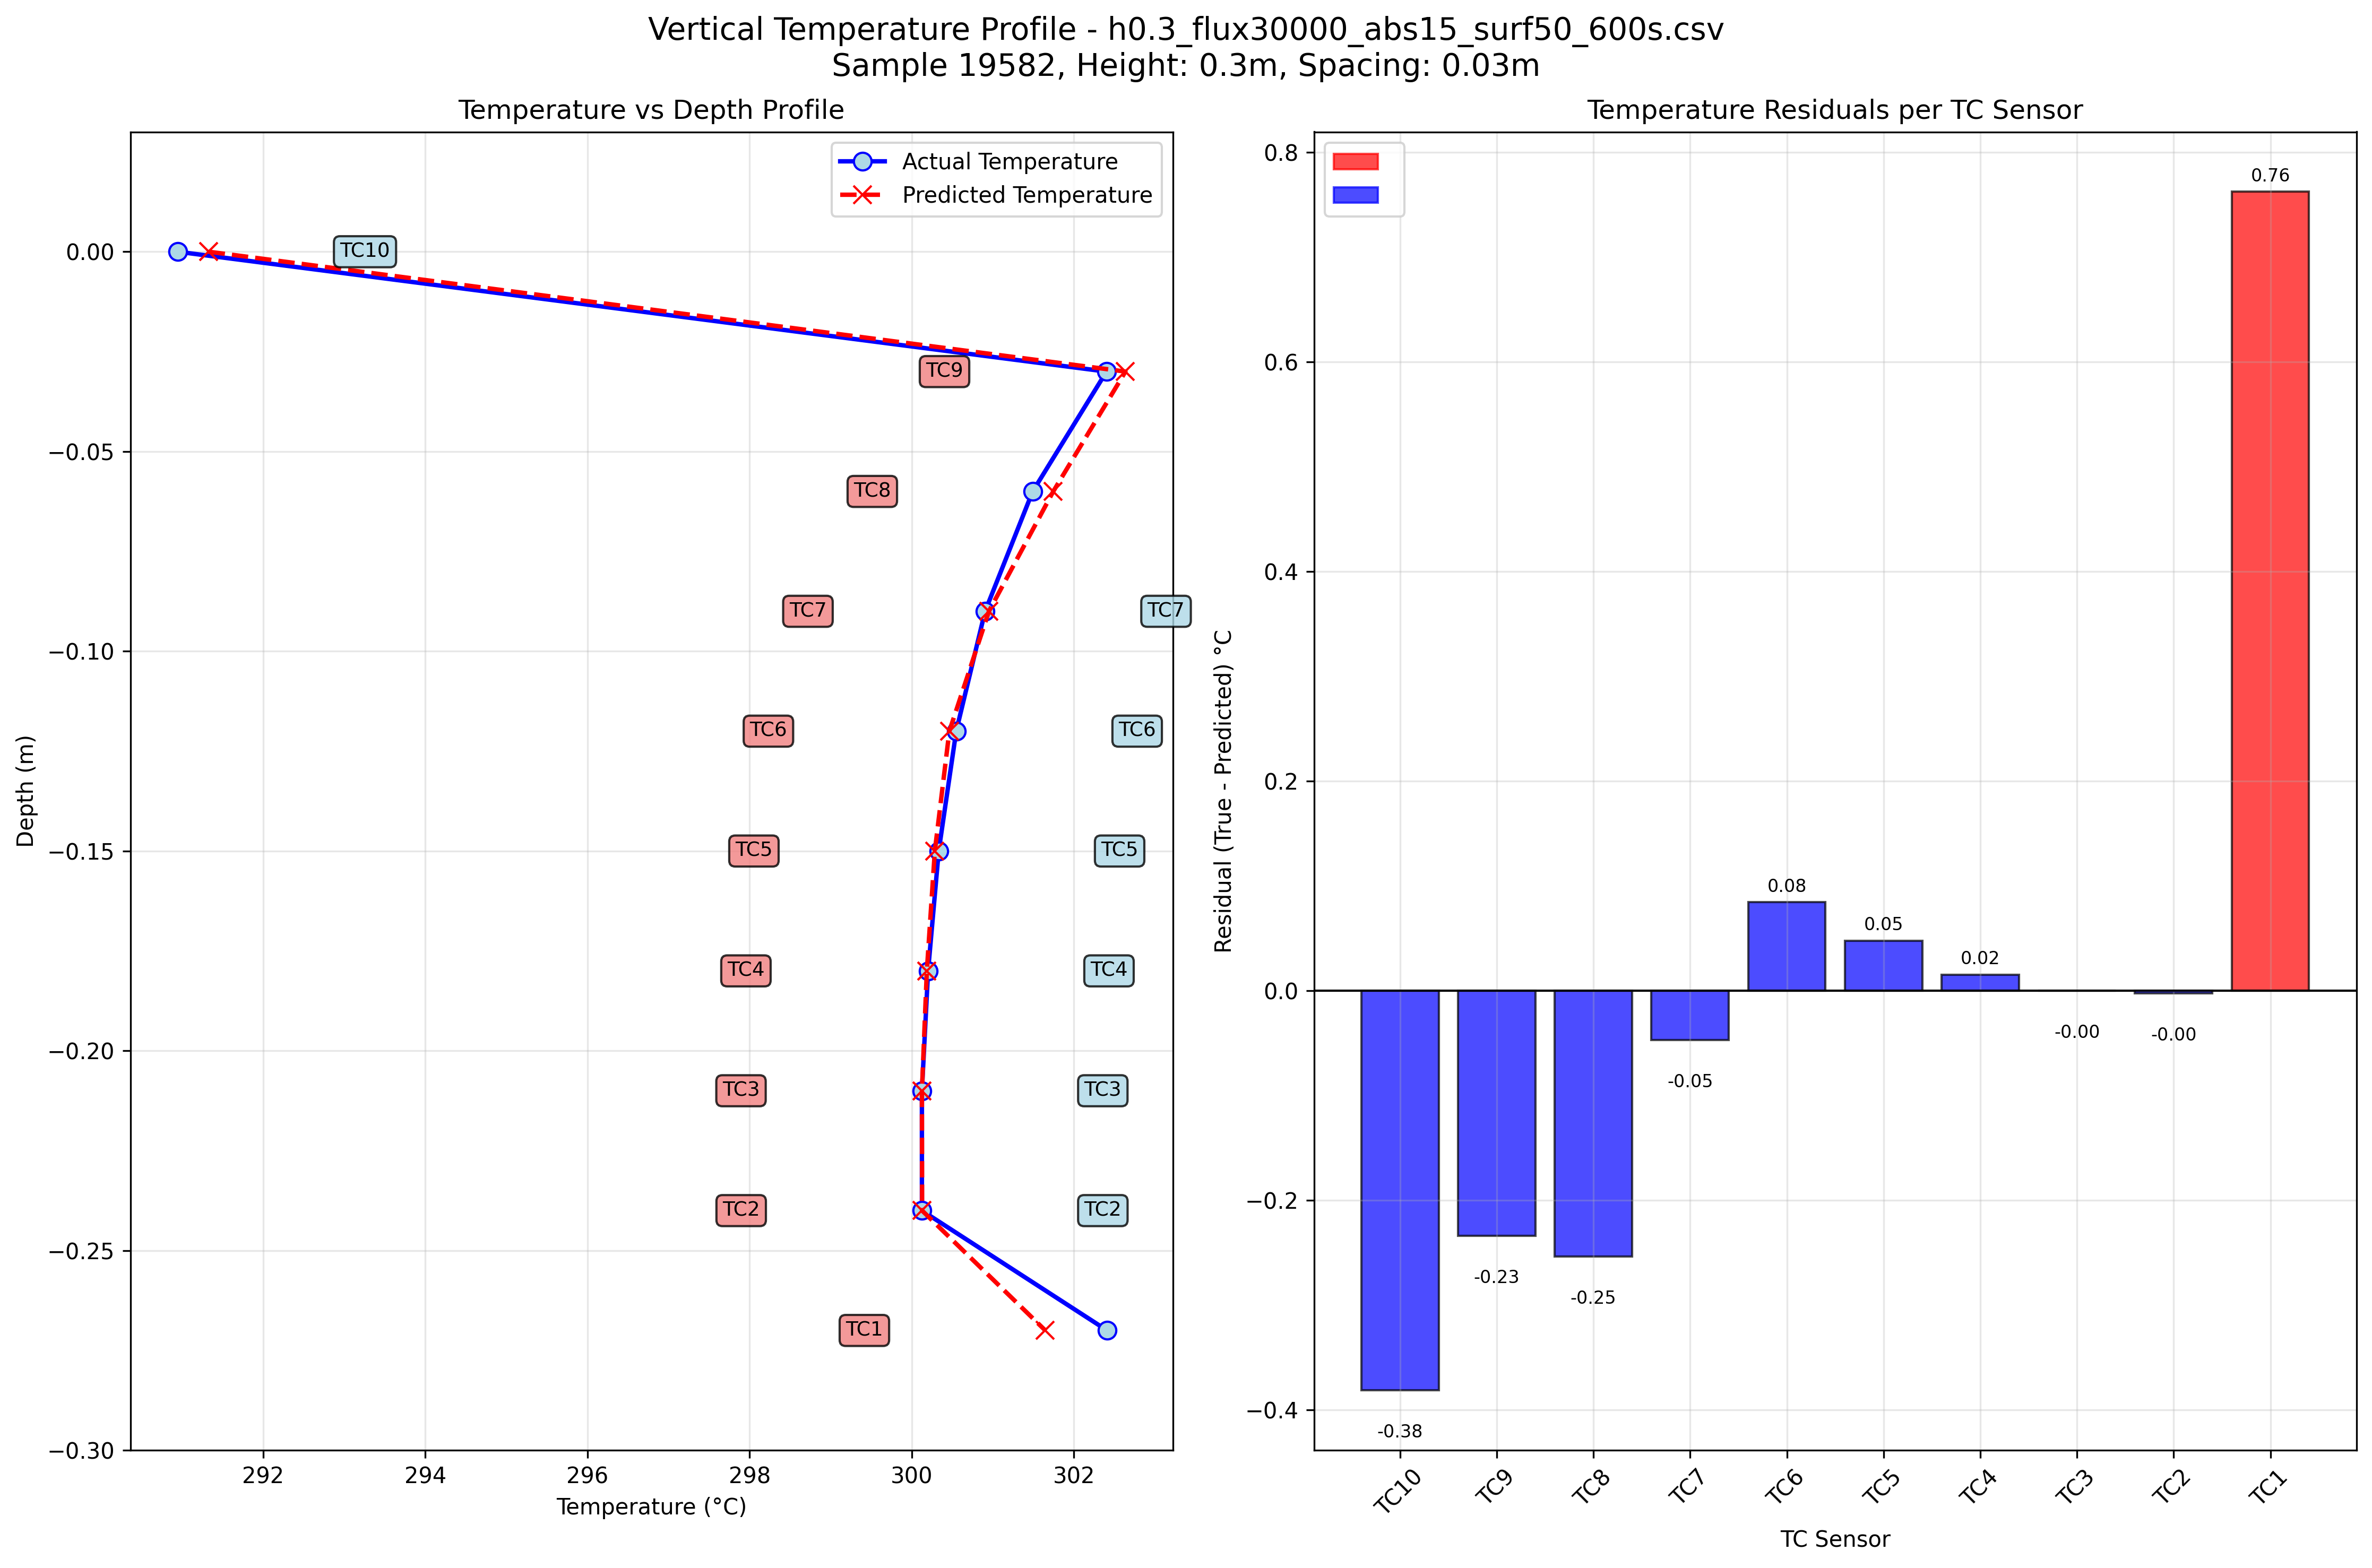 Vertical Temperature Profile - h0.3_flux30000_abs15_surf50_600s.csv
Sample 19582, Height: 0.3m, Spacing: 0.03m
Temperature vs Depth Profile
Actual Temperature
Predicted Temperature
0.00
−0.05
−0.10
−0.15
−0.20
−0.25
−0.30
Depth (m)
TC10
TC9
TC8
TC7
TC7
TC6
TC6
TC5
TC5
TC4
TC4
TC3
TC3
TC2
TC2
TC1
292
294
296
298
300
302
Temperature (°C)
Temperature Residuals per TC Sensor
0.8
0.6
0.4
0.2
0.0
−0.2
−0.4
Residual (True - Predicted) °C
-0.38
-0.23
-0.25
-0.05
0.08
0.05
0.02
-0.00
-0.00
0.76
TC10
TC9
TC8
TC7
TC6
TC5
TC4
TC3
TC2
TC1
TC Sensor